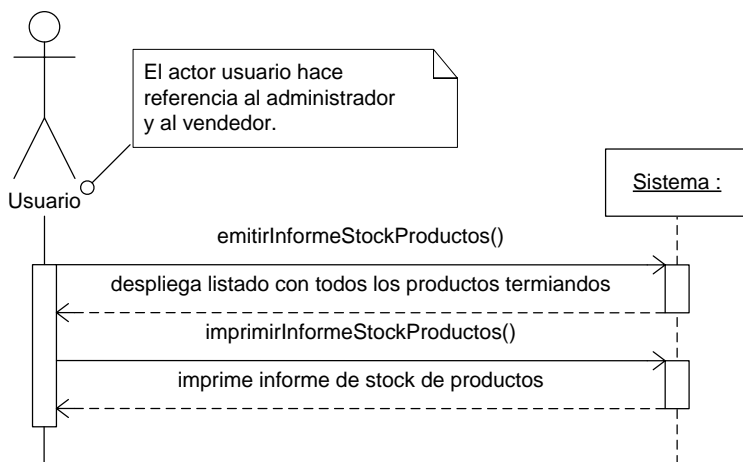 El actor usuario hace
referencia al administrador
y al vendedor.
Usuario
Sistema :
emitirInformeStockProductos()
despliega listado con todos los productos termiandos
imprimirInformeStockProductos()
imprime informe de stock de productos